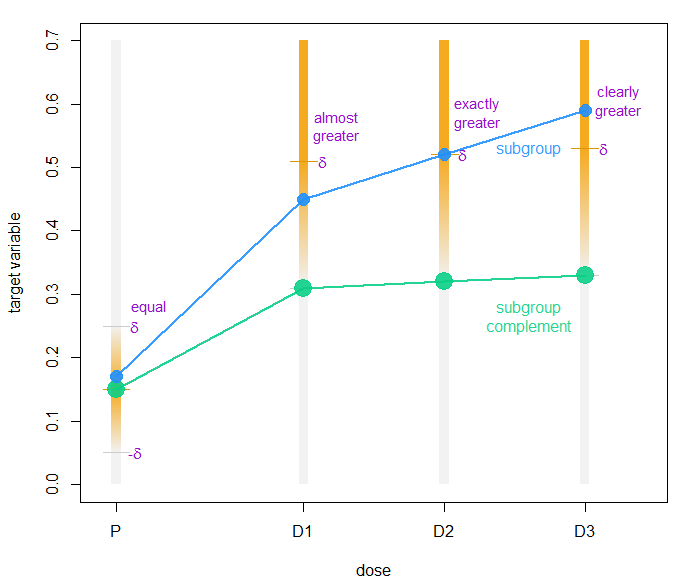 0.7
0.6
0.5
0.4
0.3
0.2
0.1
0.0
target variable
clearly
greater
exactly
greater
almost
greater
subgroup
δ
δ
δ
equal
δ
-δ
subgroup
complement
P
D1
D2
D3
dose